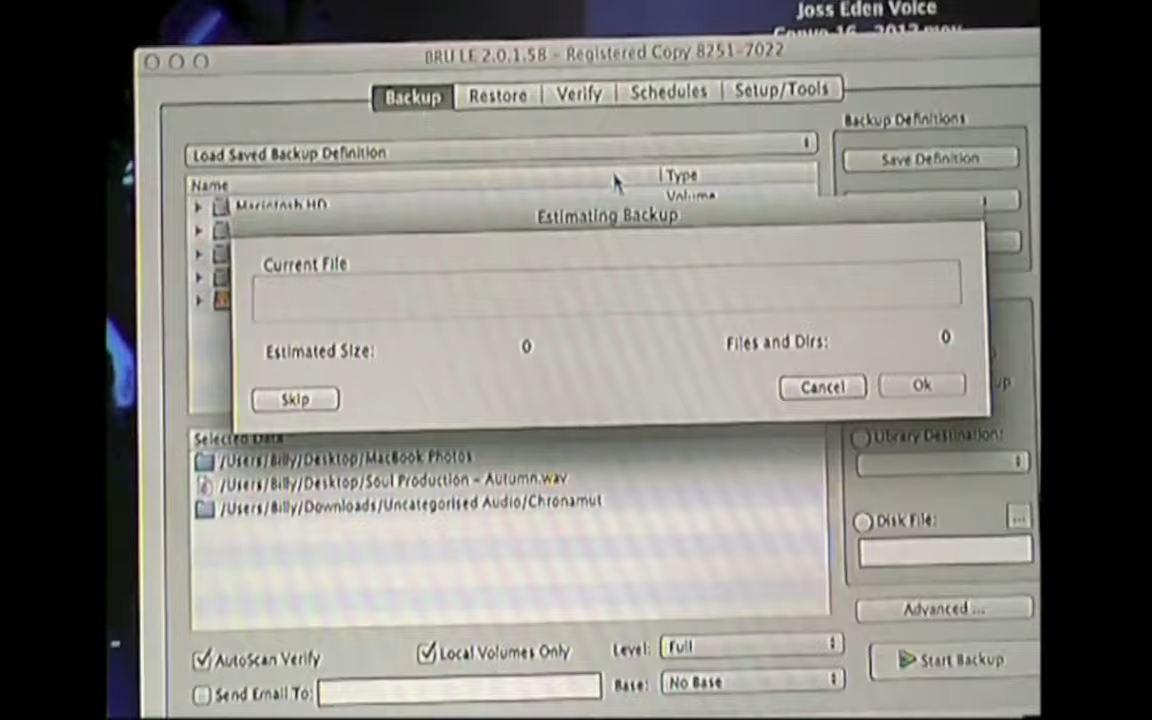 Joss Eden Voice
BRU LE 2.0.1.5B - Registered Copy 8251-7022
Backup
Restore
Verify
Schedules
Setup/Tools
Backup Definitions
Load Saved Backup Definition
Save Definition
Name
Type
Macintosh HD
Volume
Estimating Backup
Current File
Estimated Size:
0
Files and Dirs:
0
Skip
Cancel
Ok
Selected Data
/Users/Billy/Desktop/MacBook Photos
/Users/Billy/Desktop/Soul Production - Autumn.wav
/Users/Billy/Downloads/Uncategorised Audio/Chronamut
Library Destination:
Disk File:
...
Advanced ...
AutoScan Verify
Local Volumes Only
Level:
Full
Start Backup
Send Email To:
Base:
No Base